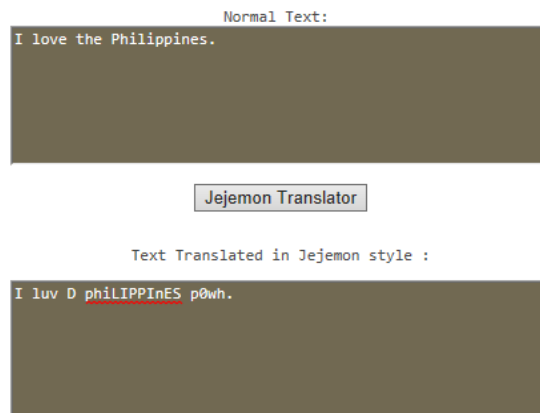 Normal Text:
I love the Philippines.
Jejemon Translator
Text Translated in Jejemon style :
I luv D phiLIPPInES p0wh.